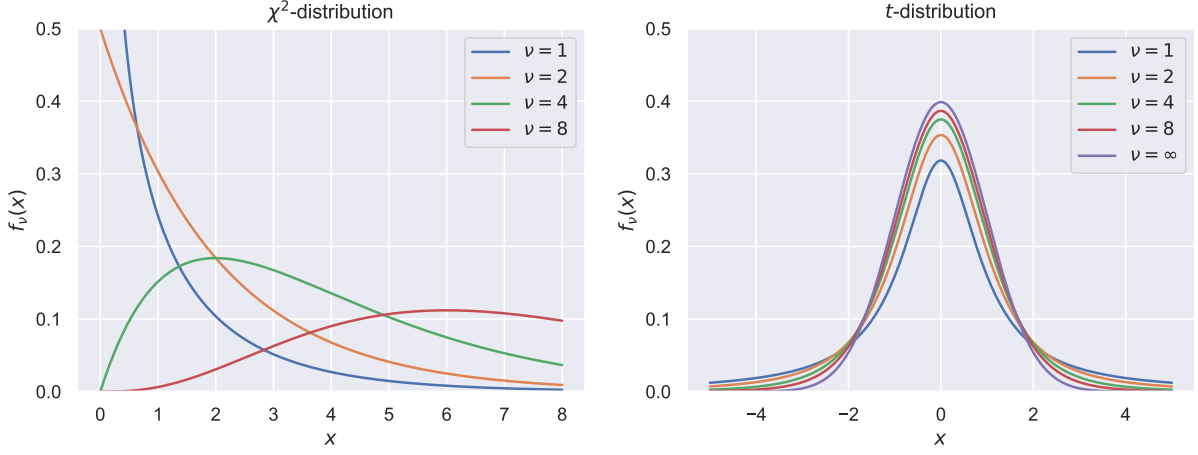 χ²-distribution
0.5
0.4
0.3
0.2
0.1
0.0
f_ν(x)
0 1 2 3 4 5 6 7 8
x
ν = 1
ν = 2
ν = 4
ν = 8
t-distribution
0.5
0.4
0.3
0.2
0.1
0.0
f_ν(x)
−4 −2 0 2 4
x
ν = 1
ν = 2
ν = 4
ν = 8
ν = ∞